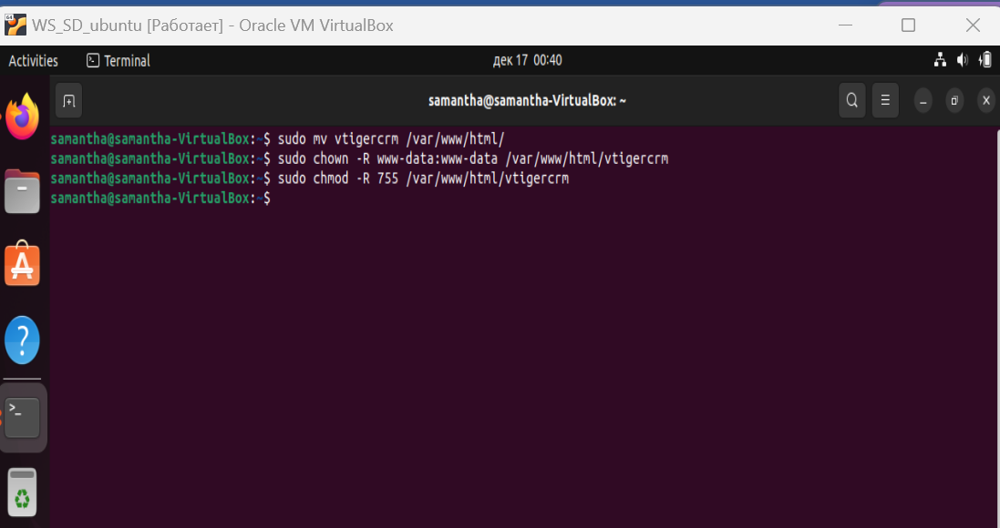 WS_SD_ubuntu [Работает] - Oracle VM VirtualBox
Activities Terminal дек 17 00:40
samantha@samantha-VirtualBox: ~
samantha@samantha-VirtualBox:~$ sudo mv vtigercrm /var/www/html/
samantha@samantha-VirtualBox:~$ sudo chown -R www-data:www-data /var/www/html/vtigercrm
samantha@samantha-VirtualBox:~$ sudo chmod -R 755 /var/www/html/vtigercrm
samantha@samantha-VirtualBox:~$